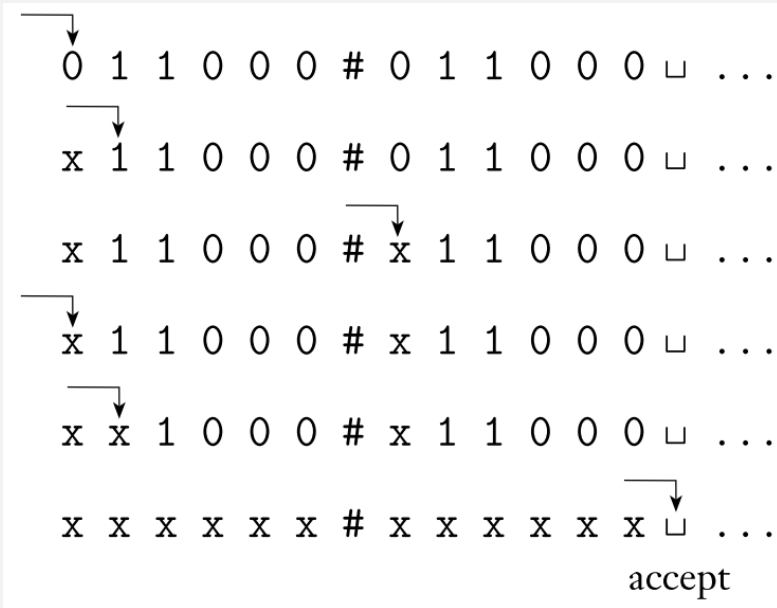 0 1 1 0 0 0 # 0 1 1 0 0 0 ␣ ...
x 1 1 0 0 0 # 0 1 1 0 0 0 ␣ ...
x 1 1 0 0 0 # x 1 1 0 0 0 ␣ ...
x 1 1 0 0 0 # x 1 1 0 0 0 ␣ ...
x x 1 0 0 0 # x 1 1 0 0 0 ␣ ...
x x x x x x # x x x x x x ␣ ...
accept